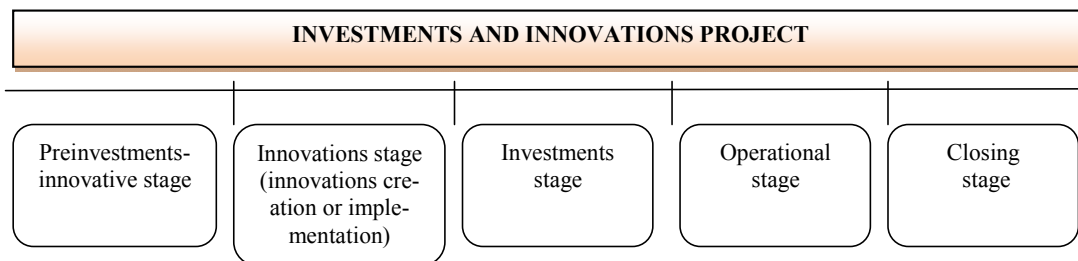 INVESTMENTS AND INNOVATIONS PROJECT
Preinvestments-
innovative stage
Innovations stage
(innovations cre-
ation or imple-
mentation)
Investments
stage
Operational
stage
Closing
stage